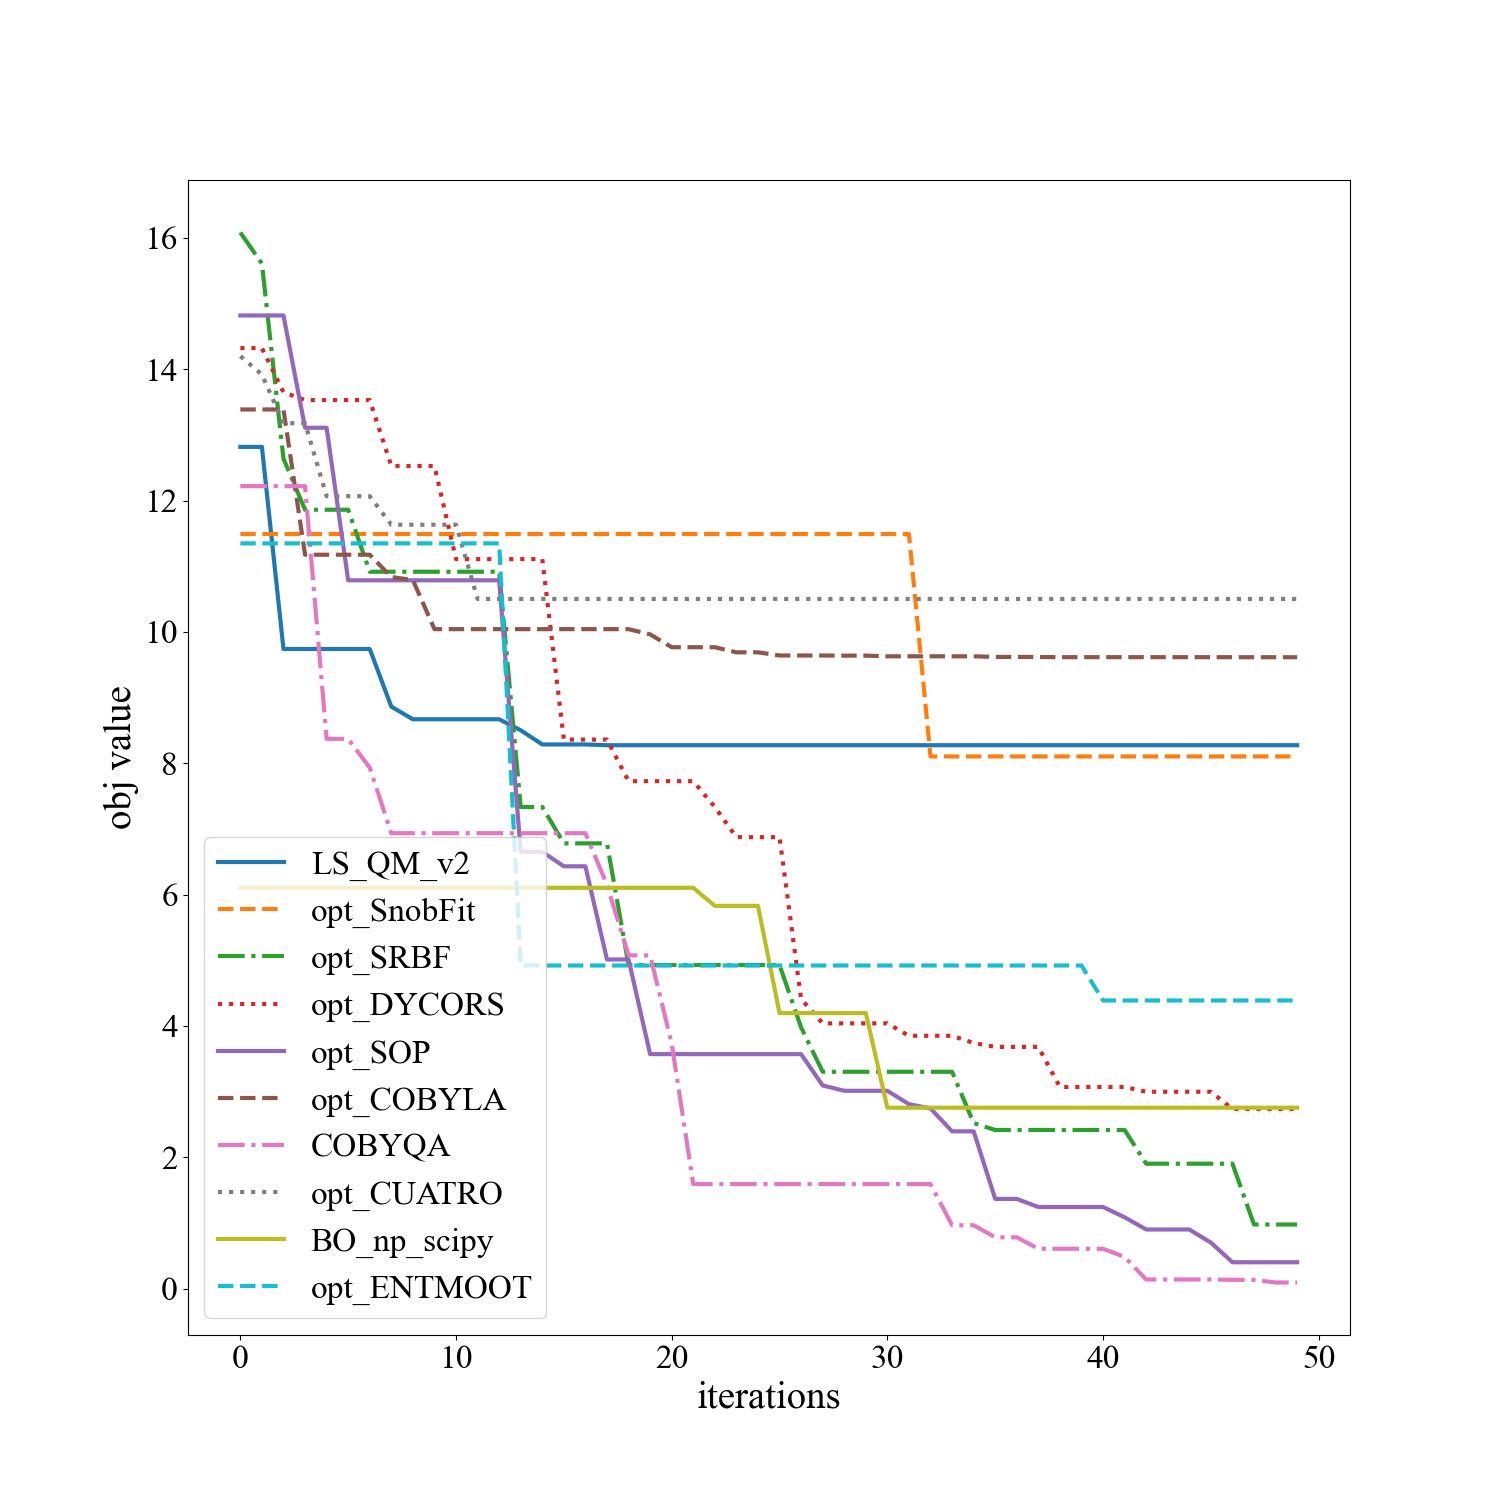 16
14
12
10
8
6
4
2
0
obj value
LS_QM_v2
opt_SnobFit
opt_SRBF
opt_DYCORS
opt_SOP
opt_COBYLA
COBYQA
opt_CUATRO
BO_np_scipy
opt_ENTMOOT
0 10 20 30 40 50
iterations